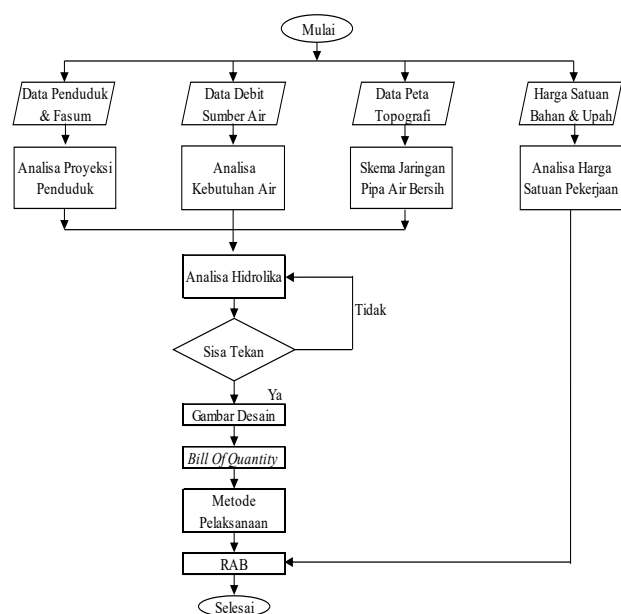 Mulai
Data Penduduk
& Fasum
Data Debit
Sumber Air
Data Peta
Topografi
Harga Satuan
Bahan & Upah
Analisa Proyeksi
Penduduk
Analisa
Kebutuhan Air
Skema Jaringan
Pipa Air Bersih
Analisa Harga
Satuan Pekerjaan
Analisa Hidrolika
Tidak
Sisa Tekan
Ya
Gambar Desain
Bill Of Quantity
Metode
Pelaksanaan
RAB
Selesai